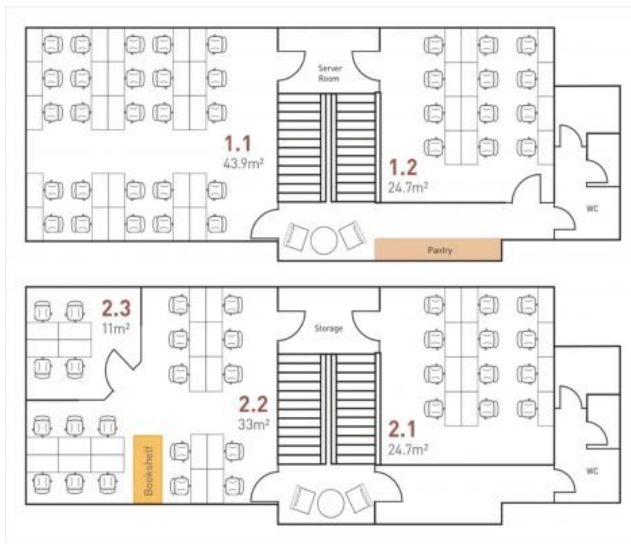 Server
Room
1.1
43.9m²
1.2
24.7m²
WC
Pantry
2.3
11m²
Storage
2.2
33m²
2.1
24.7m²
Bookshelf
WC